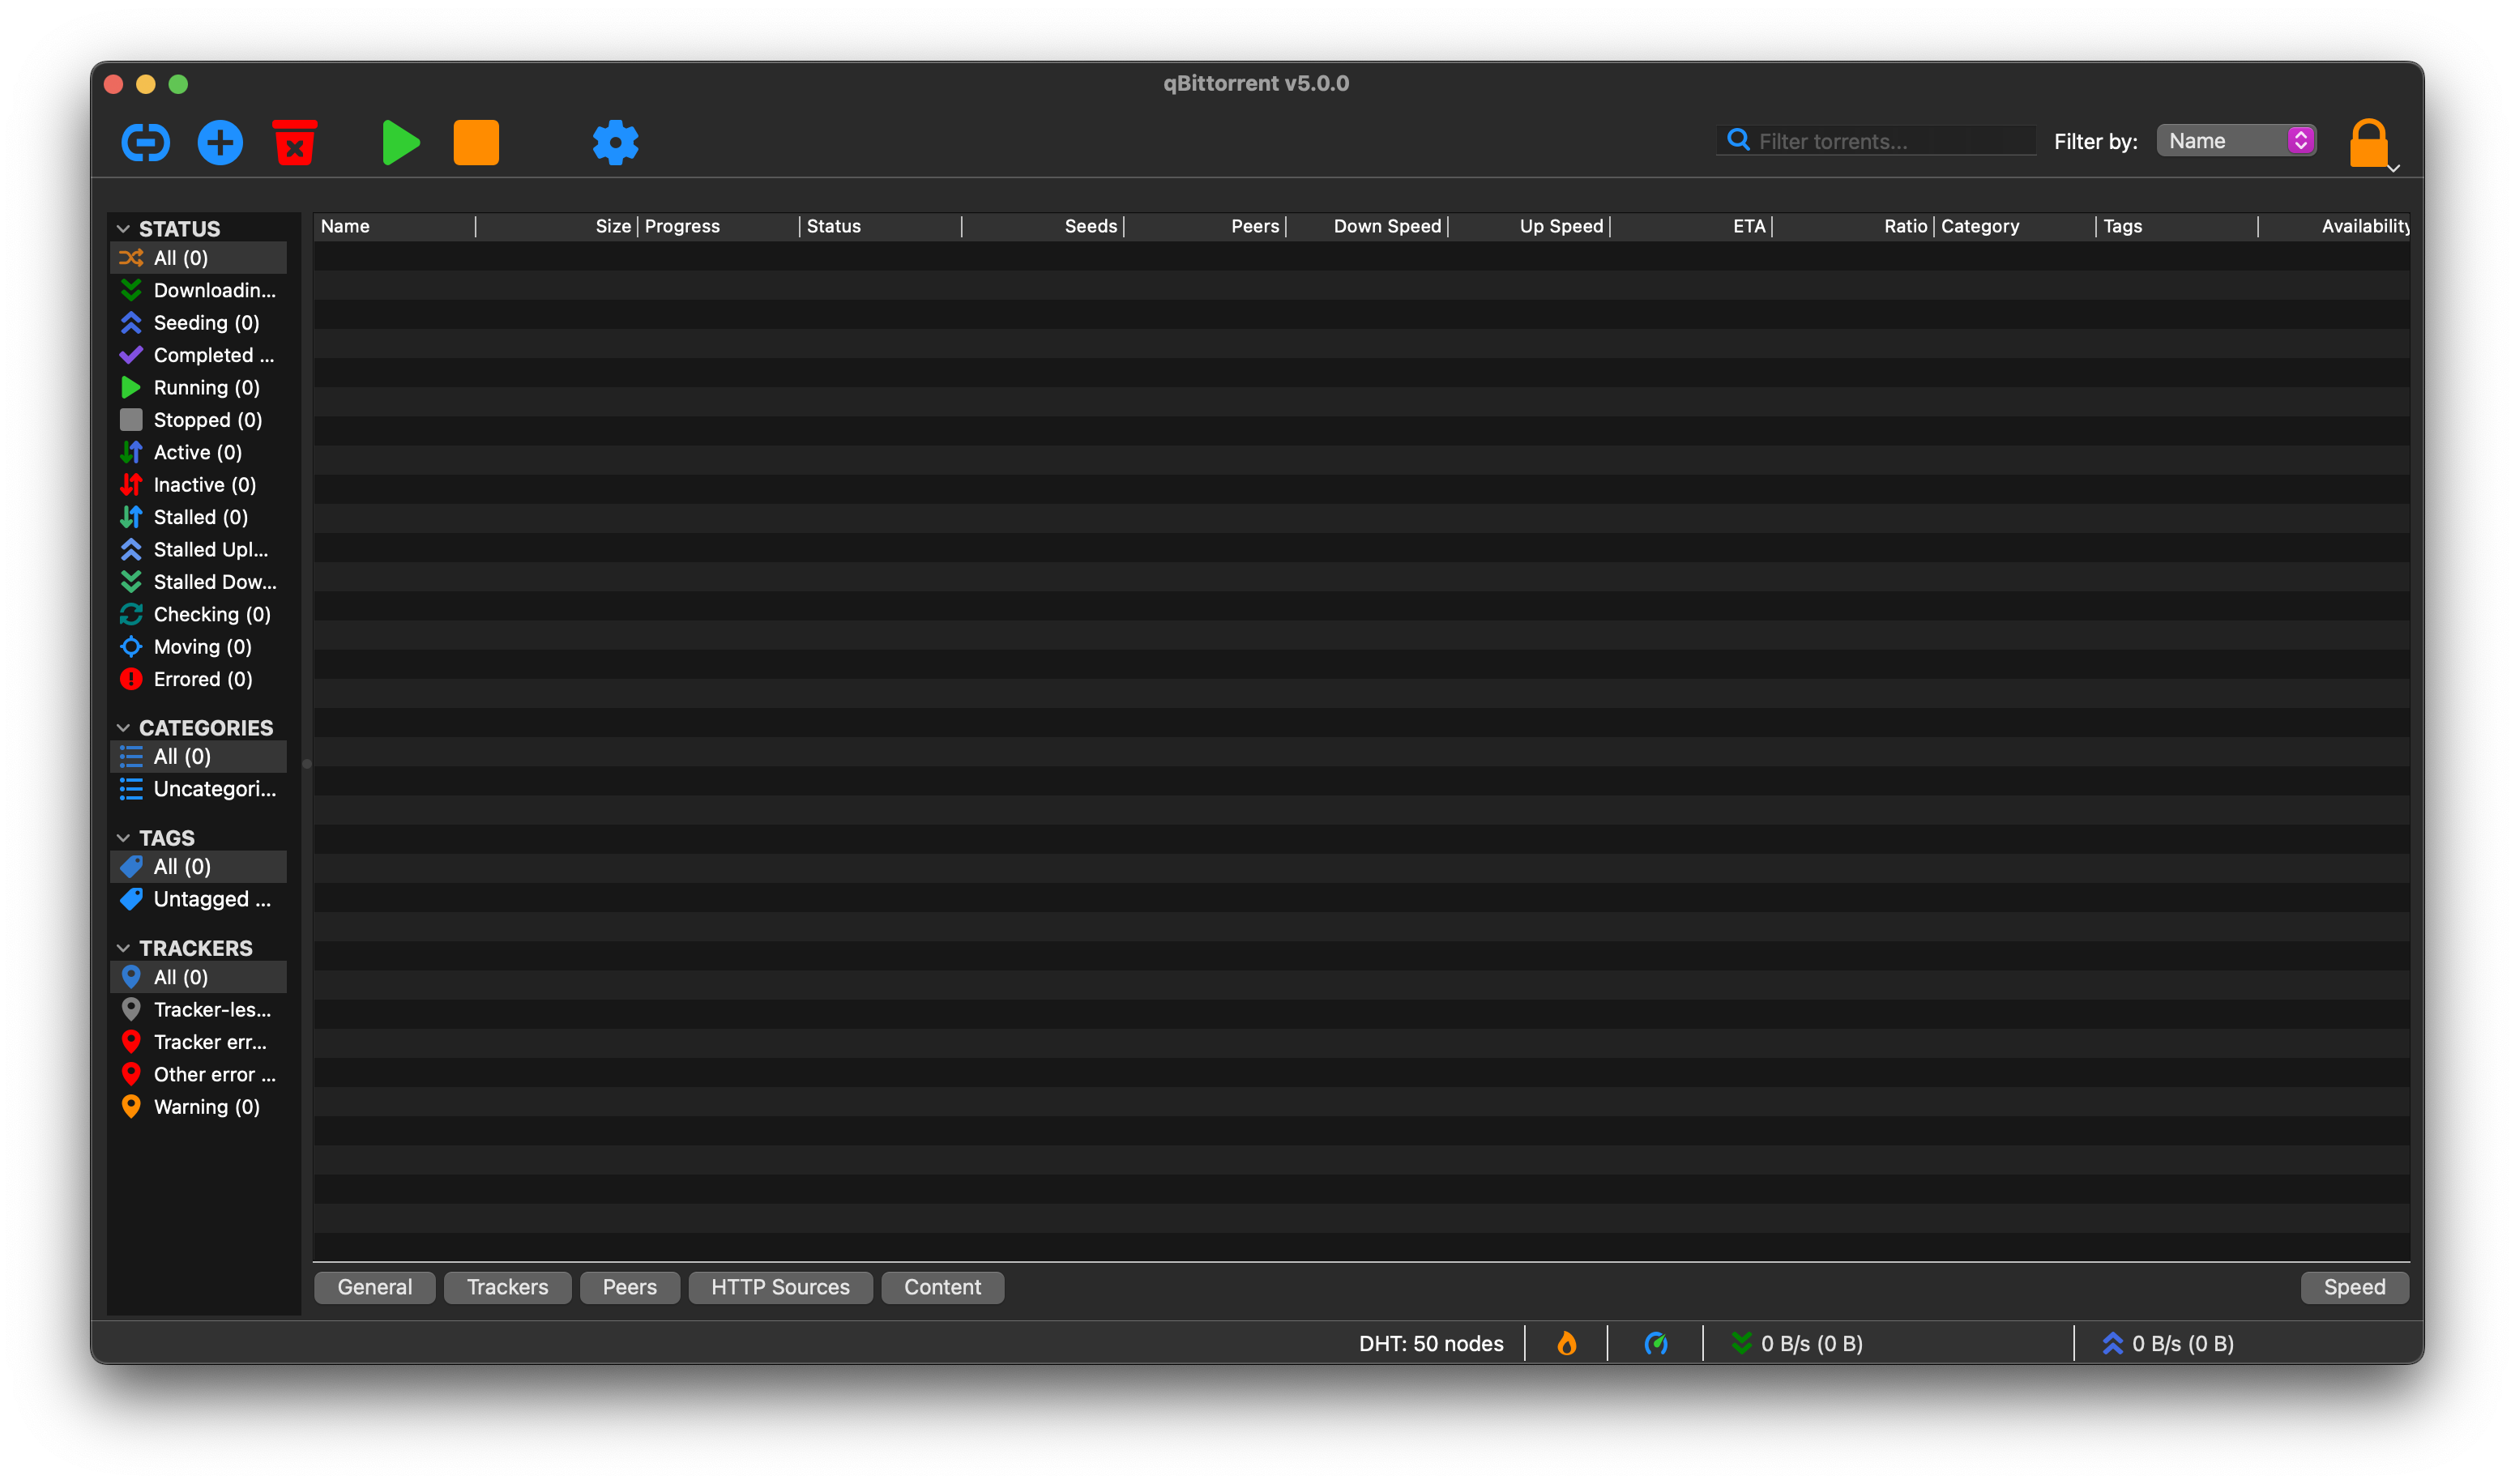 qBittorrent v5.0.0
Filter torrents...
Filter by:
Name
STATUS
All (0)
Downloadin...
Seeding (0)
Completed ...
Running (0)
Stopped (0)
Active (0)
Inactive (0)
Stalled (0)
Stalled Upl...
Stalled Dow...
Checking (0)
Moving (0)
Errored (0)
CATEGORIES
All (0)
Uncategori...
TAGS
All (0)
Untagged ...
TRACKERS
All (0)
Tracker-les...
Tracker err...
Other error ...
Warning (0)
Name Size Progress Status Seeds Peers Down Speed Up Speed ETA Ratio Category Tags Availability
General Trackers Peers HTTP Sources Content Speed
DHT: 50 nodes 0 B/s (0 B) 0 B/s (0 B)